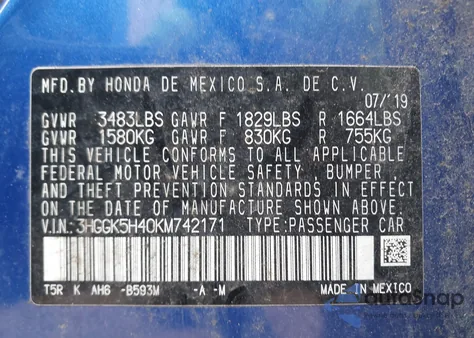 MFD.BY HONDA DE MEXICO S.A. DE C.V.
07/'19
GVWR 3483LBS GAWR F 1829LBS R 1664LBS
GVWR 1580KG GAWR F 830KG R 755KG
THIS VEHICLE CONFORMS TO ALL APPLICABLE
FEDERAL MOTOR VEHICLE SAFETY, BUMPER,
AND THEFT PREVENTION STANDARDS IN EFFECT
ON DATE OF MANUFACTURE SHOWN ABOVE.
V.IN.: 3HGGK5H40KM742171 TYPE:PASSENGER CAR
T5R K AH6 -B593M -A -M MADE IN MEXICO
autoSnap